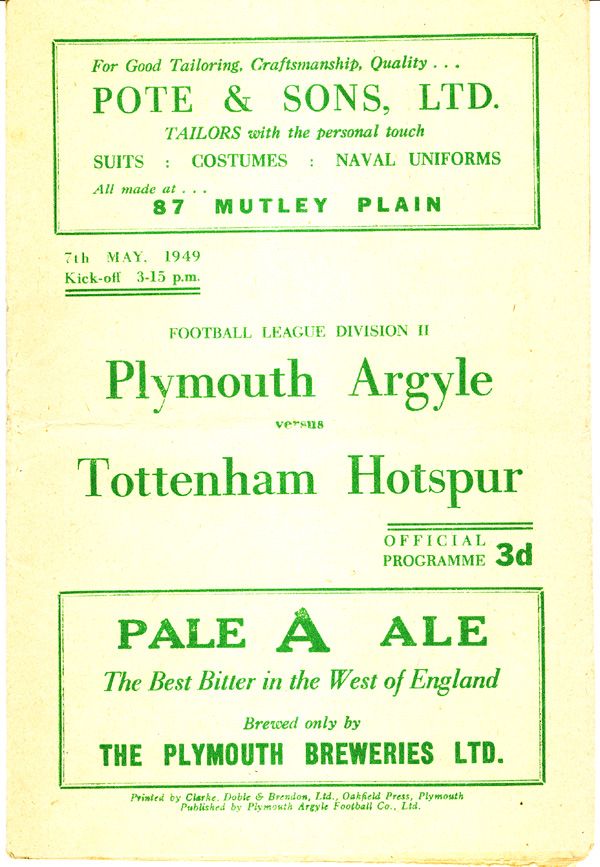 For Good Tailoring, Craftsmanship, Quality . . .
POTE & SONS, LTD.
TAILORS with the personal touch
SUITS : COSTUMES : NAVAL UNIFORMS
All made at . . .
87 MUTLEY PLAIN
7th MAY. 1949
Kick-off 3-15 p.m.
FOOTBALL LEAGUE DIVISION II
Plymouth Argyle
versus
Tottenham Hotspur
OFFICIAL
PROGRAMME 3d
PALE A ALE
The Best Bitter in the West of England
Brewed only by
THE PLYMOUTH BREWERIES LTD.
Printed by Clarke, Doble & Brendon, Ltd., Oakfield Press, Plymouth
Published by Plymouth Argyle Football Co., Ltd.